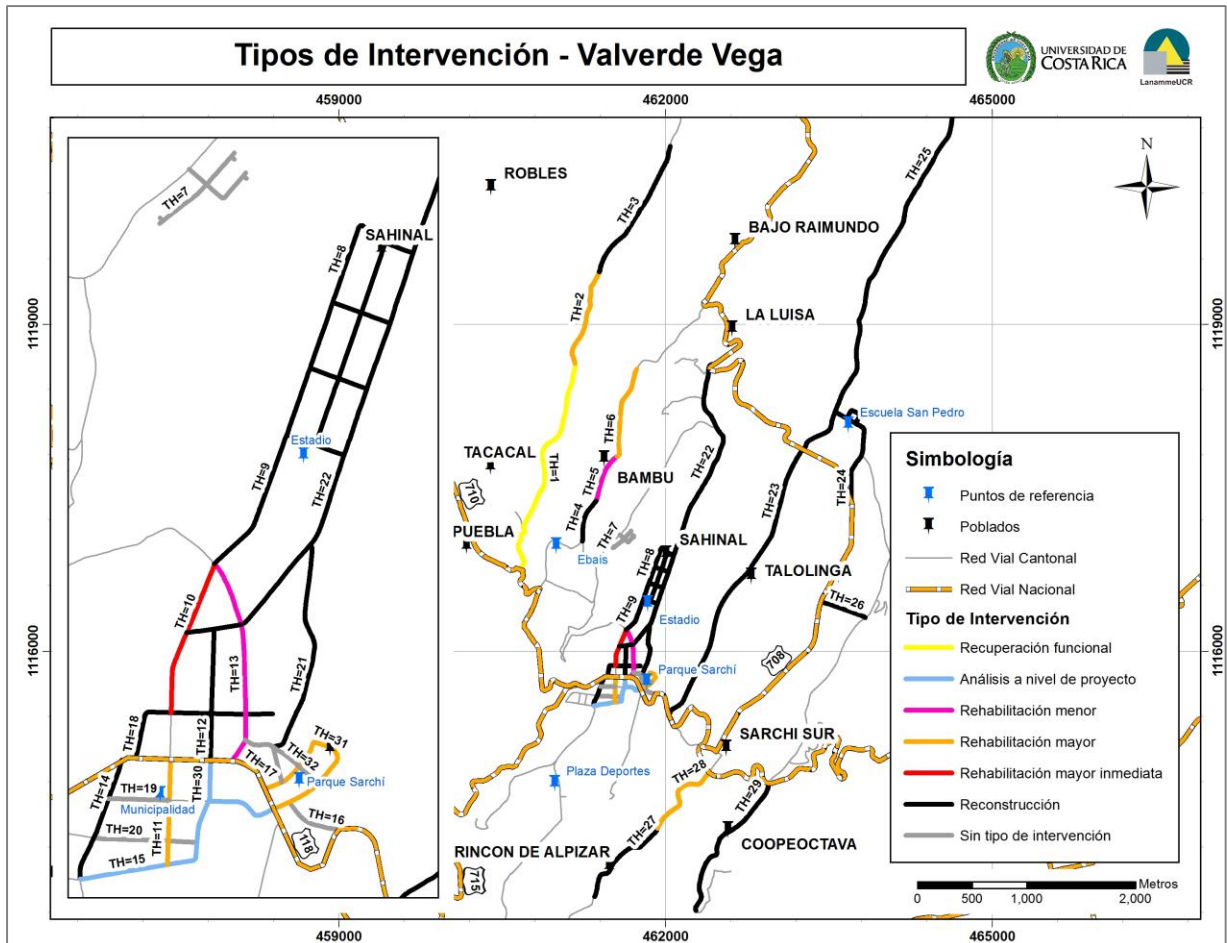 Tipos de Intervención - Valverde Vega
UNIVERSIDAD DE
COSTA RICA
LanammeUCR
459000
462000
465000
1119000
1116000
TH=7
SAHINAL
TH=8
Estadio
TH=9
TH=22
TH=10
TH=13
TH=21
TH=18
TH=12
TH=31
TH=32
TH=17
TH=30
TH=14
TH=19
Parque Sarchí
Municipalidad
TH=16
TH=20
TH=11
TH=15
118
ROBLES
TH=3
TH=25
BAJO RAIMUNDO
TH=2
LA LUISA
TH=6
Escuela San Pedro
TACACAL
TH=1
TH=5
BAMBU
TH=22
TH=24
710
TH=4
TH=23
PUEBLA
TH=7
SAHINAL
Ebais
TH=8
TALOLINGA
TH=9
Estadio
TH=26
708
Parque Sarchí
SARCHI SUR
Plaza Deportes
TH=28
TH=29
TH=27
RINCON DE ALPIZAR
COOPEOCTAVA
715
N
Simbología
Puntos de referencia
Poblados
Red Vial Cantonal
Red Vial Nacional
Tipo de Intervención
Recuperación funcional
Análisis a nivel de proyecto
Rehabilitación menor
Rehabilitación mayor
Rehabilitación mayor inmediata
Reconstrucción
Sin tipo de intervención
Metros
0 500 1,000 2,000
1119000
1116000
459000
462000
465000